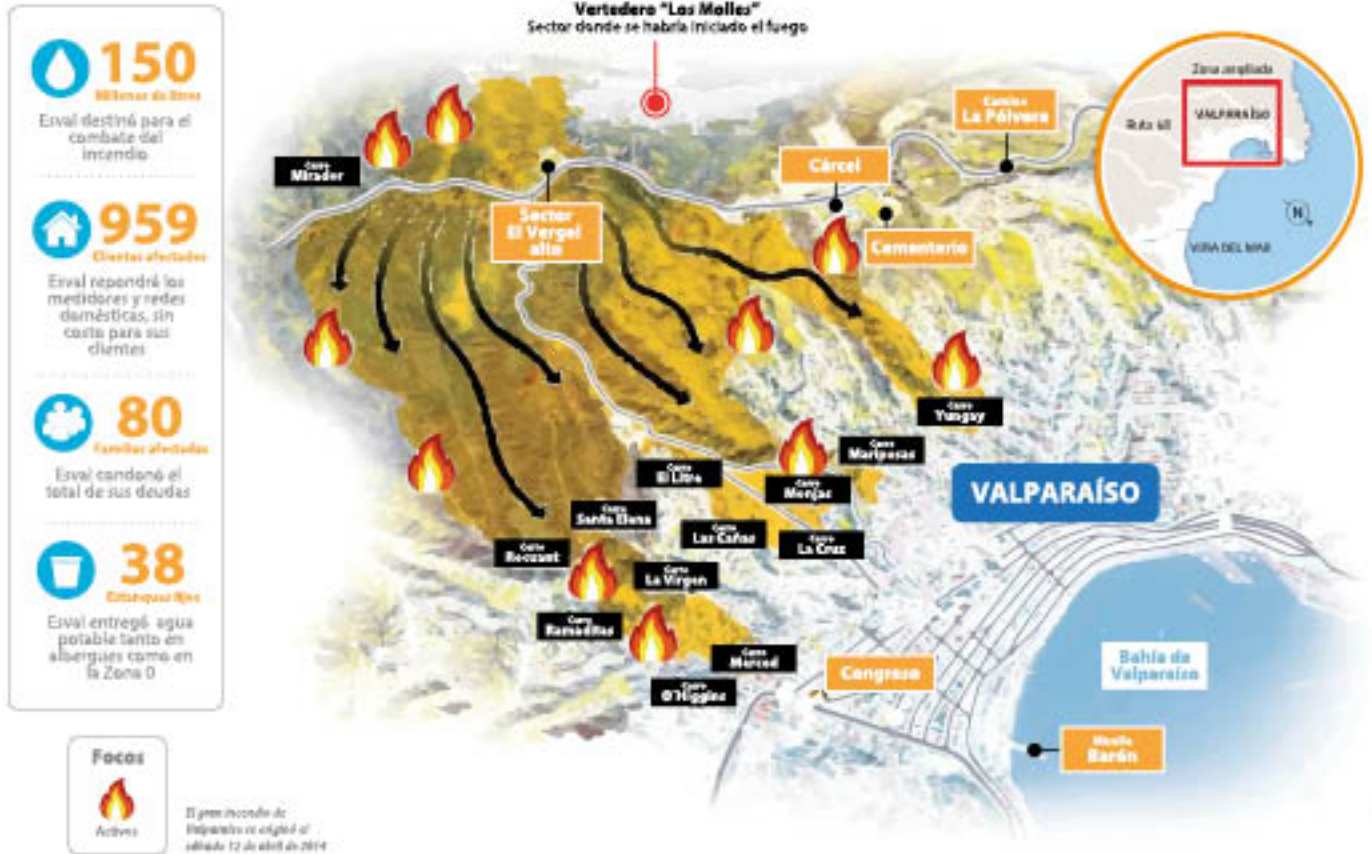 Vertedero "Los Molles"
Sector donde se habría iniciado el fuego
150
Millones de litros
Esval destinó para el
combate del
incendio
959
Clientes afectados
Esval repondrá los
medidores y redes
domésticas, sin
costo para sus
clientes
80
Familias afectadas
Esval condonó el
total de sus deudas
38
Estanques fijos
Esval entregó agua
potable tanto en
albergues como en
la Zona 0
Focos
Activos
El gran incendio de
Valparaíso se originó el
sábado 12 de abril de 2014
Cerro
Mirador
Sector
El Vergel
alto
Cárcel
Cementerio
Camino
La Pólvora
Zona ampliada
Ruta 68
VALPARAÍSO
N
VIÑA DEL MAR
Cerro
Yungay
Cerro
Mariposas
Cerro
Monjas
Cerro
El Litre
Cerro
Las Cañas
Cerro
La Cruz
Cerro
Santa Elena
Cerro
Rocuant
Cerro
La Virgen
Cerro
Ramaditas
Cerro
Merced
Cerro
O'Higgins
VALPARAÍSO
Congreso
Bahía de
Valparaíso
Muelle
Barón